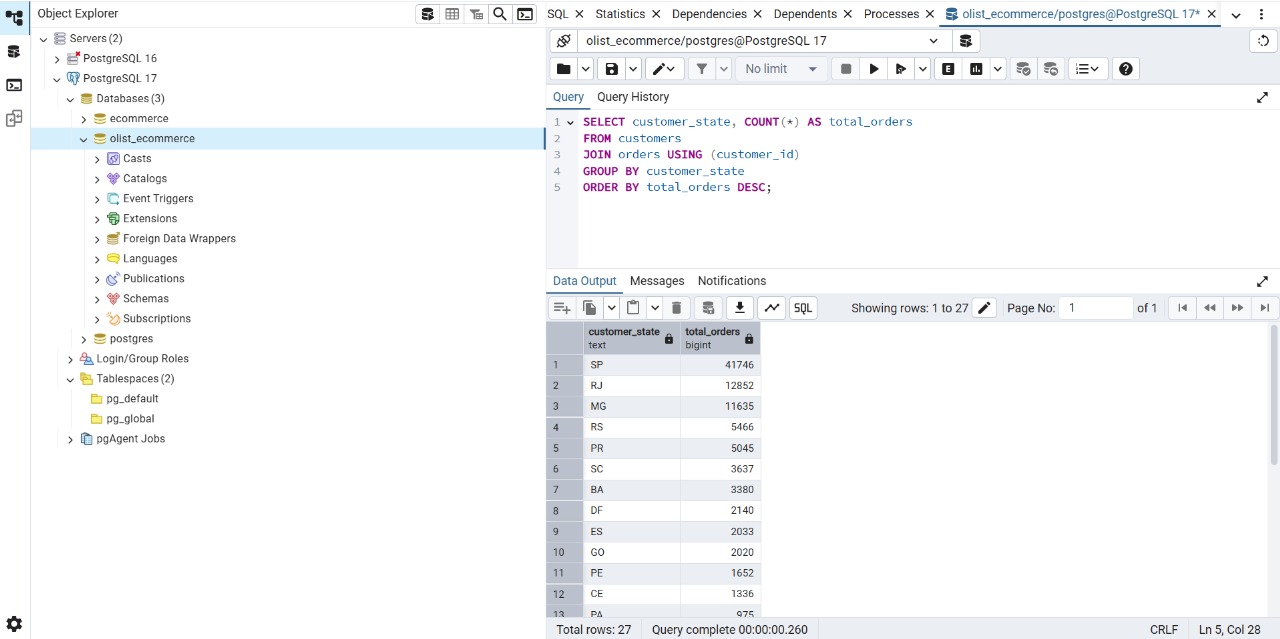 Object Explorer
Servers (2)
PostgreSQL 16
PostgreSQL 17
Databases (3)
ecommerce
olist_ecommerce
Casts
Catalogs
Event Triggers
Extensions
Foreign Data Wrappers
Languages
Publications
Schemas
Subscriptions
postgres
Login/Group Roles
Tablespaces (2)
pg_default
pg_global
pgAgent Jobs
SQL Statistics Dependencies Dependents Processes olist_ecommerce/postgres@PostgreSQL 17*
olist_ecommerce/postgres@PostgreSQL 17
No limit E
Query Query History
1 SELECT customer_state, COUNT(*) AS total_orders
2 FROM customers
3 JOIN orders USING (customer_id)
4 GROUP BY customer_state
5 ORDER BY total_orders DESC;
Data Output Messages Notifications
SQL Showing rows: 1 to 27 Page No: 1 of 1
customer_state total_orders
text bigint
1 SP 41746
2 RJ 12852
3 MG 11635
4 RS 5466
5 PR 5045
6 SC 3637
7 BA 3380
8 DF 2140
9 ES 2033
10 GO 2020
11 PE 1652
12 CE 1336
13 PA 975
Total rows: 27 Query complete 00:00:00.260 CRLF Ln 5, Col 28